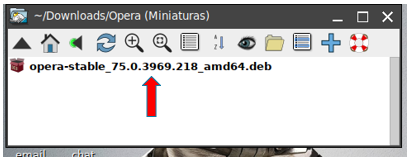 ~/Downloads/Opera (Miniaturas)
A
Z
opera-stable_75.0.3969.218_amd64.deb
email chat